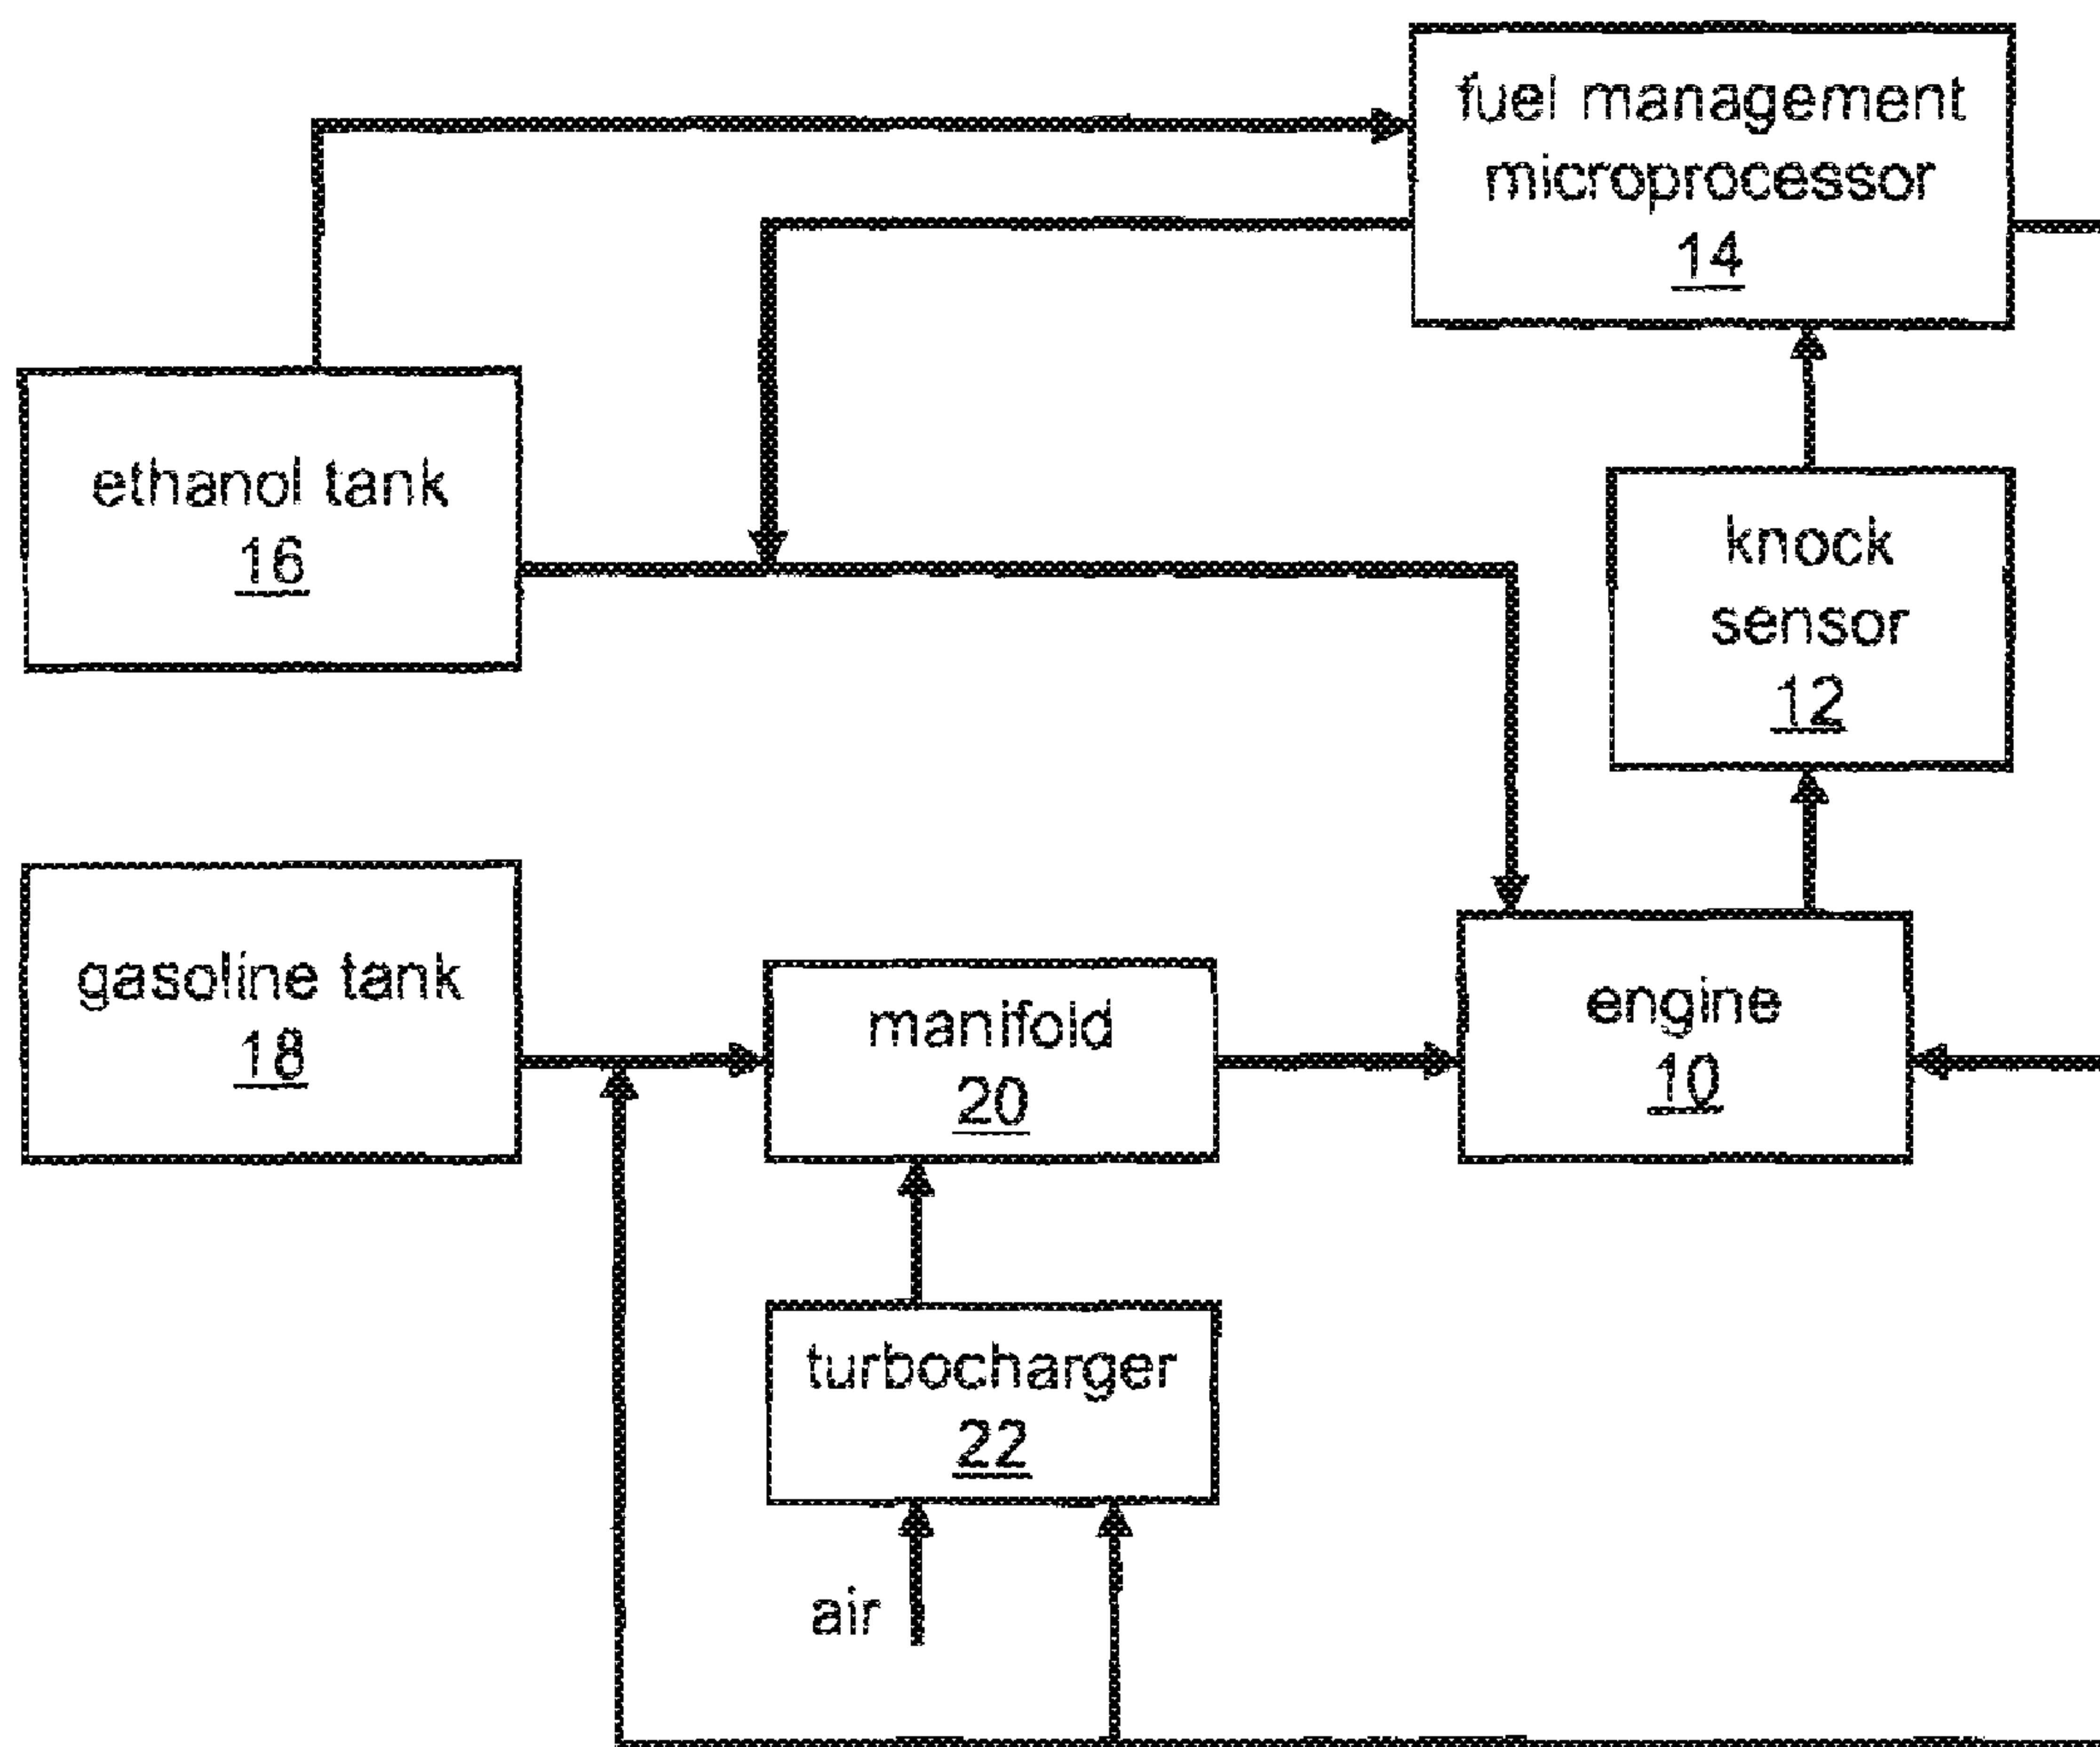 fuel management
microprocessor
14
ethanol tank
16
knock
sensor
12
gasoline tank
18
manifold
20
engine
10
turbocharger
22
air